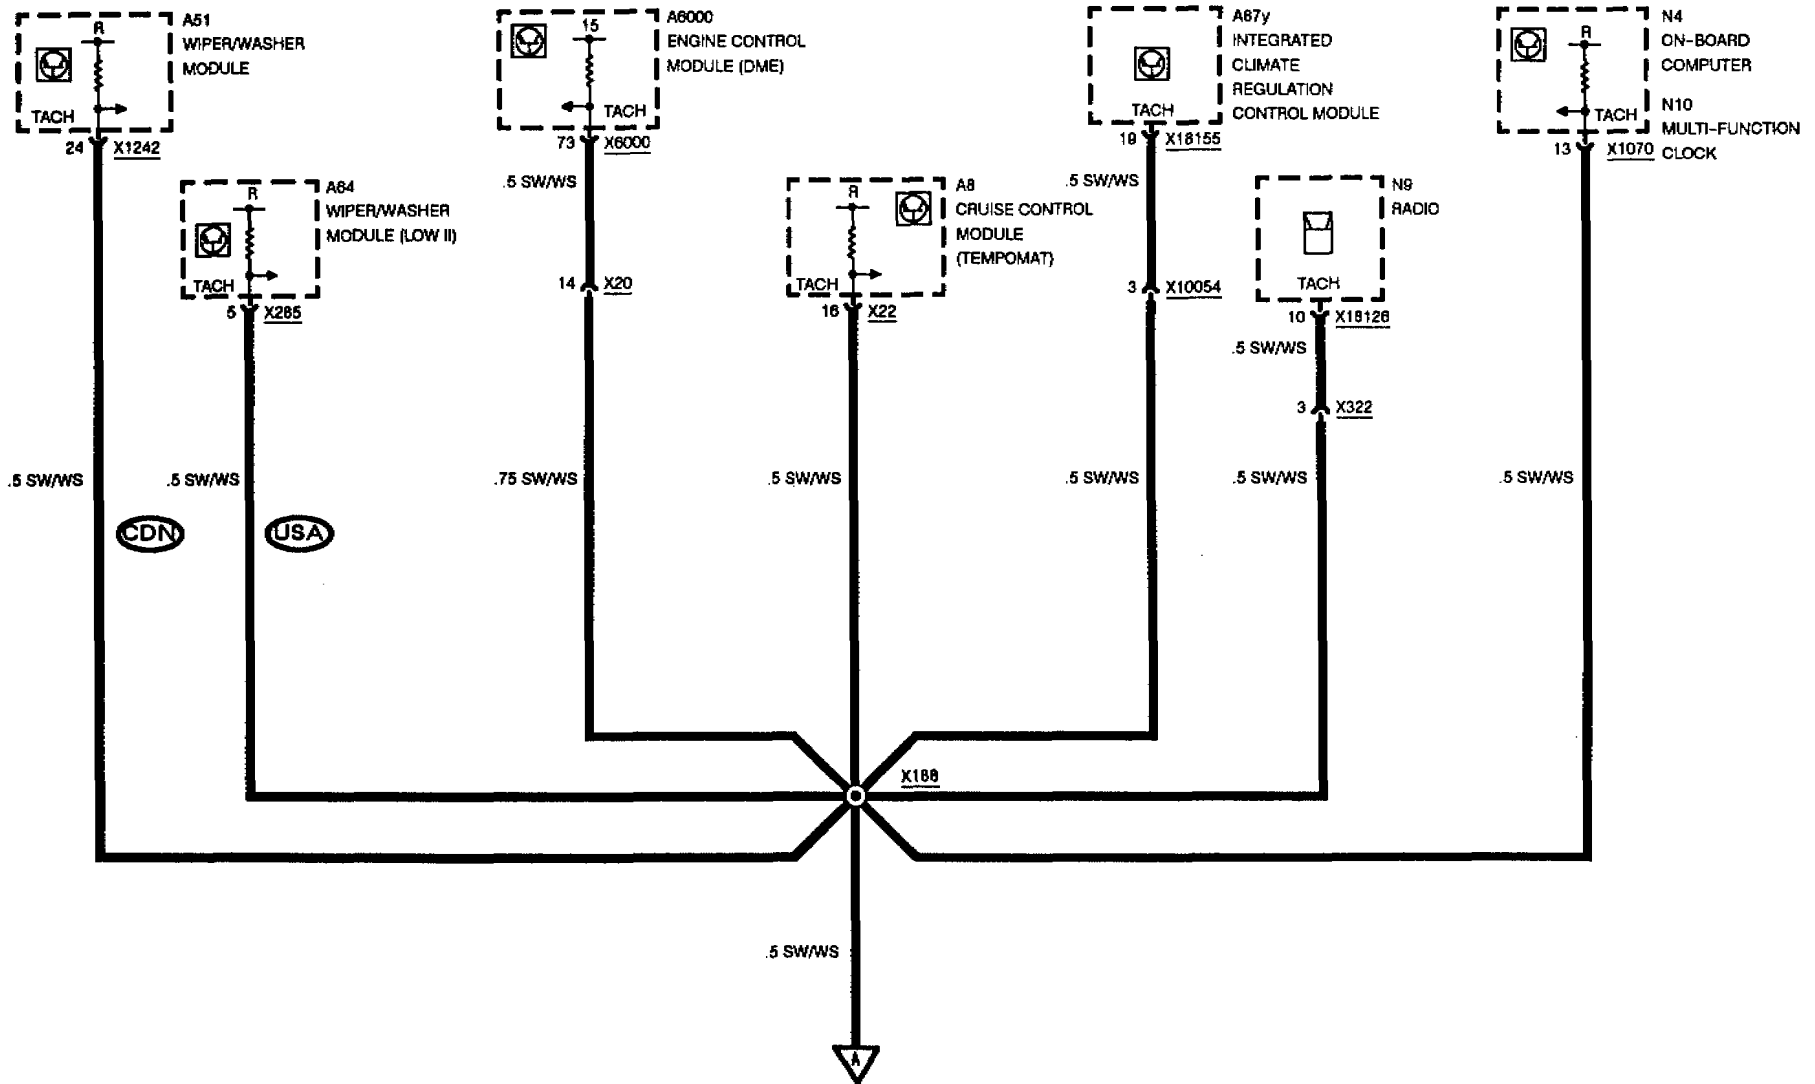 R
A51
WIPER/WASHER
MODULE
TACH
24 X1242
15
A6000
ENGINE CONTROL
MODULE (DME)
TACH
73 X6000
A67y
INTEGRATED
CLIMATE
REGULATION
CONTROL MODULE
TACH
19 X18155
R
N4
ON-BOARD
COMPUTER
N10
MULTI-FUNCTION
CLOCK
TACH
13 X1070
R
A64
WIPER/WASHER
MODULE (LOW II)
TACH
5 X285
.5 SW/WS
14 X20
R
A8
CRUISE CONTROL
MODULE
(TEMPOMAT)
TACH
16 X22
.5 SW/WS
3 X10054
N9
RADIO
TACH
10 X18126
.5 SW/WS
3 X322
.5 SW/WS
.5 SW/WS
.75 SW/WS
.5 SW/WS
.5 SW/WS
.5 SW/WS
.5 SW/WS
CDN
USA
X188
.5 SW/WS
A